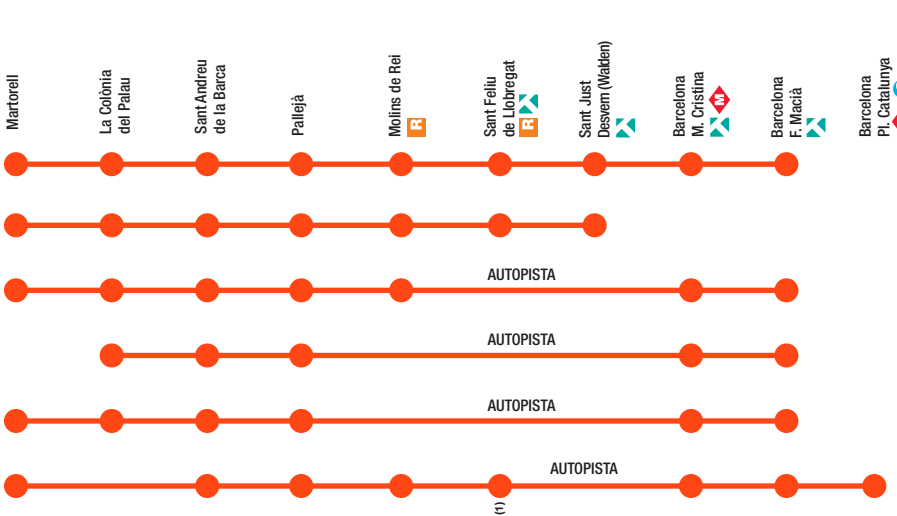 Martorell
La Colònia
del Palau
Sant Andreu
de la Barca
Pallejà
Molins de Rei
R
Sant Feliu
de Llobregat
R
Sant Just
Desvern (Walden)
Barcelona
M. Cristina
M
Barcelona
F. Macià
Barcelona
Pl. Catalunya
AUTOPISTA
AUTOPISTA
AUTOPISTA
AUTOPISTA
(1)